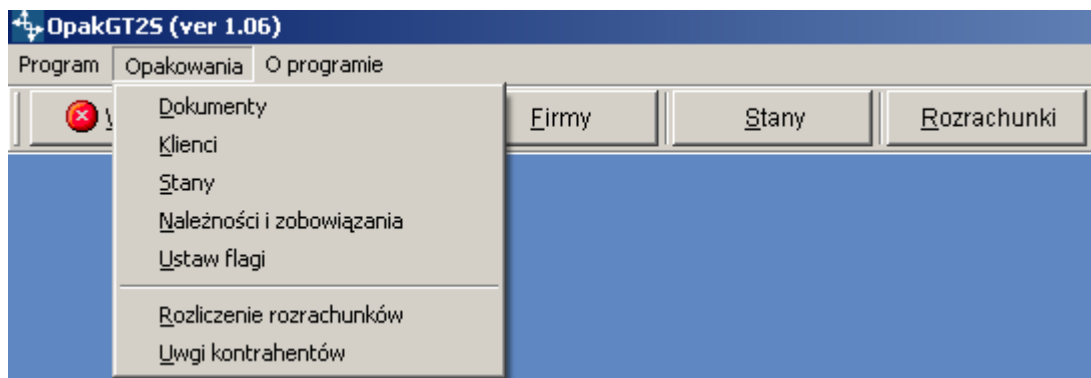 OpakGT2S (ver 1.06)
Program Opakowania O programie
Firmy Stany Rozrachunki
Dokumenty
Klienci
Stany
Należności i zobowiązania
Ustaw flagi
Rozliczenie rozrachunków
Uwgi kontrahentów